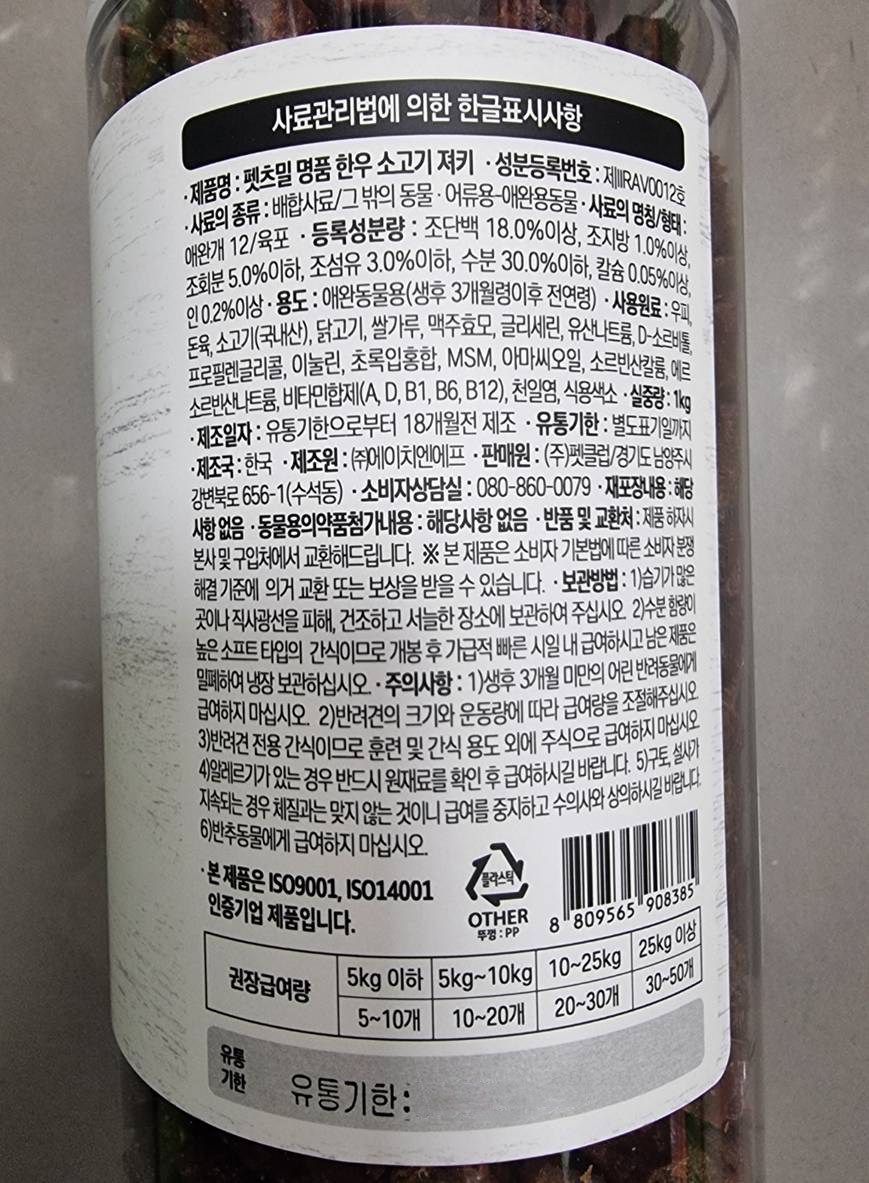 사료관리법에 의한 한글표시사항
·제품명 : 펫츠밀 명품 한우 소고기 져키 ·성분등록번호 : 제ⅢRAV0012호
·사료의 종류 : 배합사료/그 밖의 동물·어류용-애완용동물 ·사료의 명칭/형태 :
애완개 12/육포 ·등록성분량 : 조단백 18.0%이상, 조지방 1.0%이상,
조회분 5.0%이하, 조섬유 3.0%이하, 수분 30.0%이하, 칼슘 0.05%이상,
인 0.2%이상 ·용도 : 애완동물용(생후 3개월령이후 전연령) ·사용원료 : 우피,
돈육, 소고기(국내산), 닭고기, 쌀가루, 맥주효모, 글리세린, 유산나트륨, D-소르비톨,
프로필렌글리콜, 이눌린, 초록입홍합, MSM, 아마씨오일, 소르빈산칼륨, 에르
소르빈산나트륨, 비타민합제(A, D, B1, B6, B12), 천일염, 식용색소 ·실중량 : 1kg
·제조일자 : 유통기한으로부터 18개월전 제조 ·유통기한 : 별도표기일까지
·제조국 : 한국 ·제조원 : ㈜에이치엔에프 ·판매원 : (주)펫클럽/경기도 남양주시
강변북로 656-1(수석동) ·소비자상담실 : 080-860-0079 ·재포장내용 : 해당
사항 없음 ·동물용의약품첨가내용 : 해당사항 없음 ·반품 및 교환처 : 제품 하자시
본사 및 구입처에서 교환해드립니다. ※ 본 제품은 소비자 기본법에 따른 소비자 분쟁
해결 기준에 의거 교환 또는 보상을 받을 수 있습니다. ·보관방법 : 1)습기가 많은
곳이나 직사광선을 피해, 건조하고 서늘한 장소에 보관하여 주십시오. 2)수분 함량이
높은 소프트 타입의 간식이므로 개봉 후 가급적 빠른 시일 내 급여하시고 남은 제품은
밀폐하여 냉장 보관하십시오. ·주의사항 : 1)생후 3개월 미만의 어린 반려동물에게
급여하지 마십시오. 2)반려견의 크기와 운동량에 따라 급여량을 조절해주십시오.
3)반려견 전용 간식이므로 훈련 및 간식 용도 외에 주식으로 급여하지 마십시오
4)알레르기가 있는 경우 반드시 원재료를 확인 후 급여하시길 바랍니다. 5)구토, 설사가
지속되는 경우 체질과는 맞지 않는 것이니 급여를 중지하고 수의사와 상의하시길 바랍니다.
6)반추동물에게 급여하지 마십시오.
·본 제품은 ISO9001, ISO14001
인증기업 제품입니다.
플라스틱
OTHER
뚜껑 : PP
8 809565 908385
권장급여량 5kg 이하 5kg~10kg 10~25kg 25kg 이상
5~10개 10~20개 20~30개 30~50개
유통
기한
유통기한: